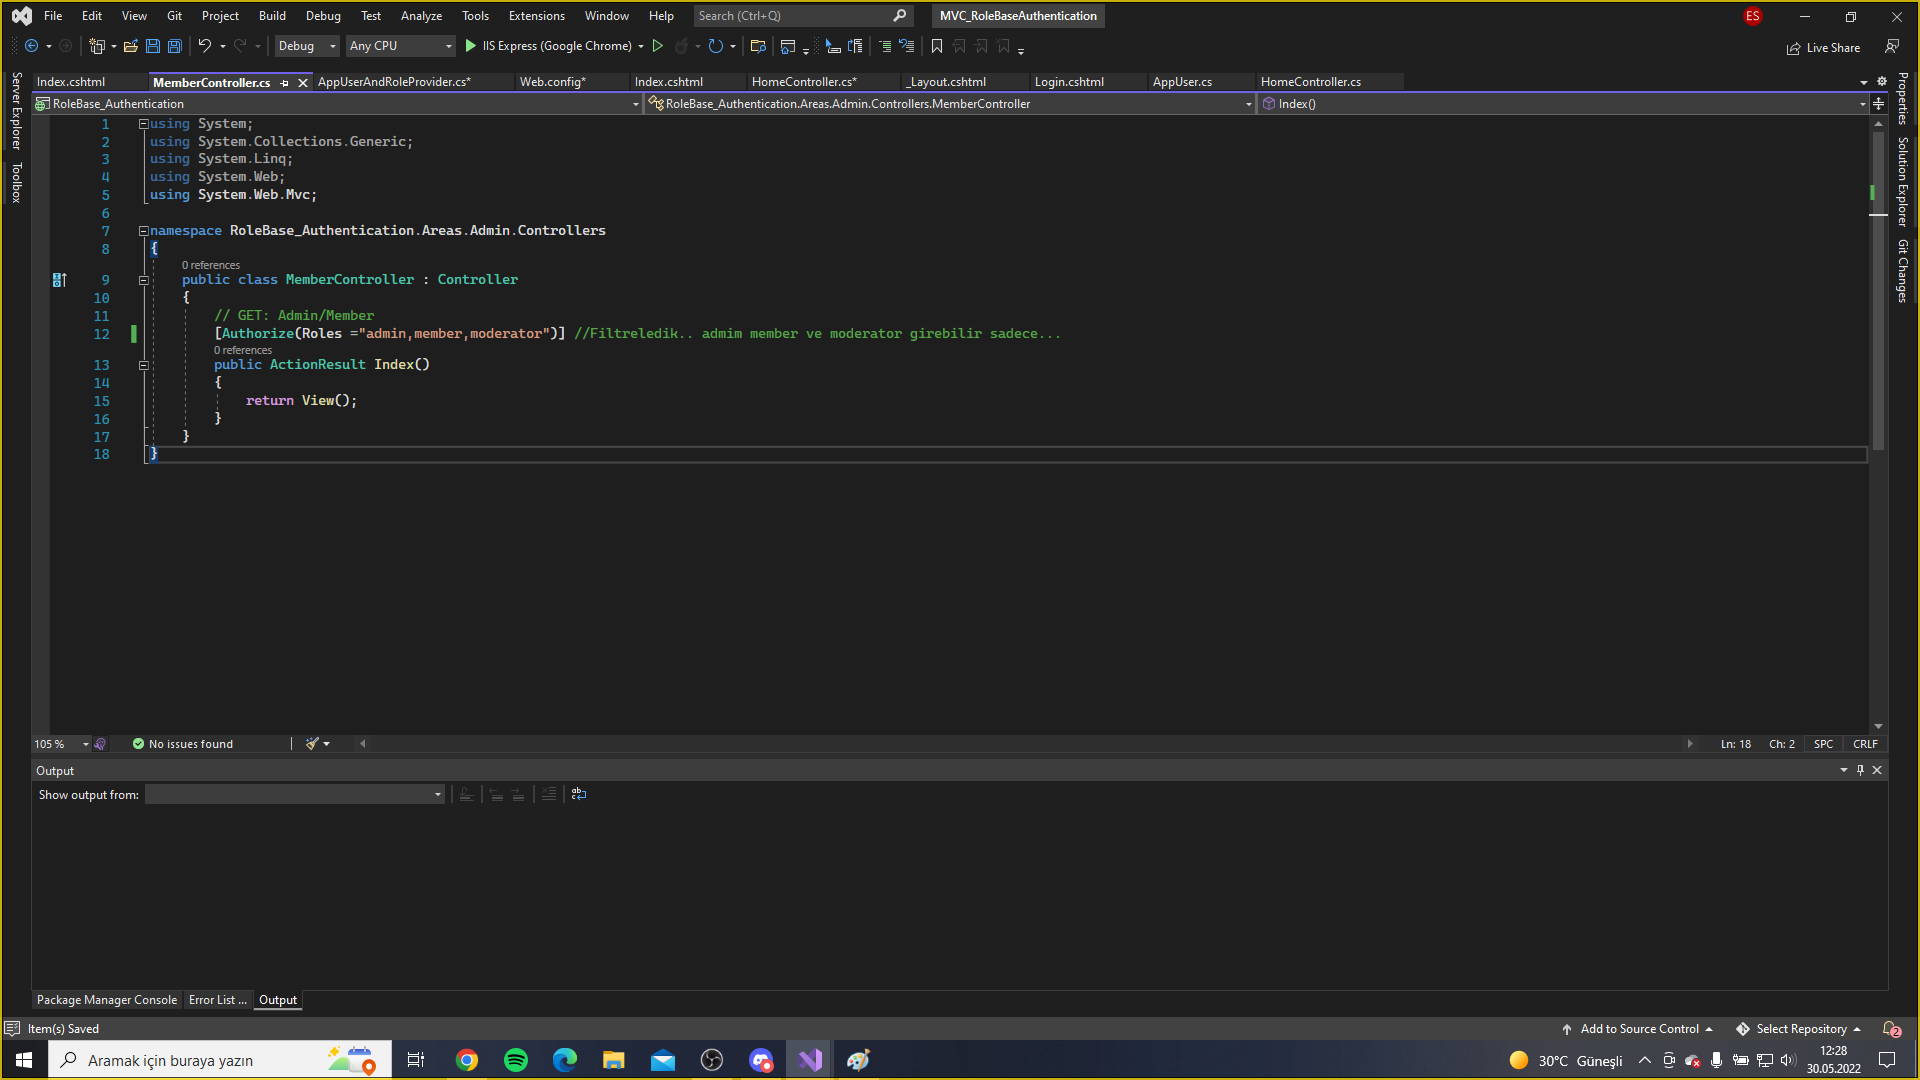 File Edit View Git Project Build Debug Test Analyze Tools Extensions Window Help Search (Ctrl+Q) MVC_RoleBaseAuthentication ES
Debug Any CPU IIS Express (Google Chrome) Live Share
Index.cshtml MemberController.cs AppUserAndRoleProvider.cs* Web.config* Index.cshtml HomeController.cs* _Layout.cshtml Login.cshtml AppUser.cs HomeController.cs
RoleBase_Authentication RoleBase_Authentication.Areas.Admin.Controllers.MemberController Index()
Server Explorer
Toolbox
Properties
Solution Explorer
Git Changes
1 using System;
2 using System.Collections.Generic;
3 using System.Linq;
4 using System.Web;
5 using System.Web.Mvc;
6
7 namespace RoleBase_Authentication.Areas.Admin.Controllers
8 {
0 references
9 public class MemberController : Controller
10 {
11 // GET: Admin/Member
12 [Authorize(Roles ="admin,member,moderator")] //Filtreledik.. admim member ve moderator girebilir sadece...
0 references
13 public ActionResult Index()
14 {
15 return View();
16 }
17 }
18 }
105 % No issues found Ln: 18 Ch: 2 SPC CRLF
Output
Show output from:
Package Manager Console Error List ... Output
Item(s) Saved Add to Source Control Select Repository 2
Aramak için buraya yazın 30°C Güneşli 12:28
30.05.2022